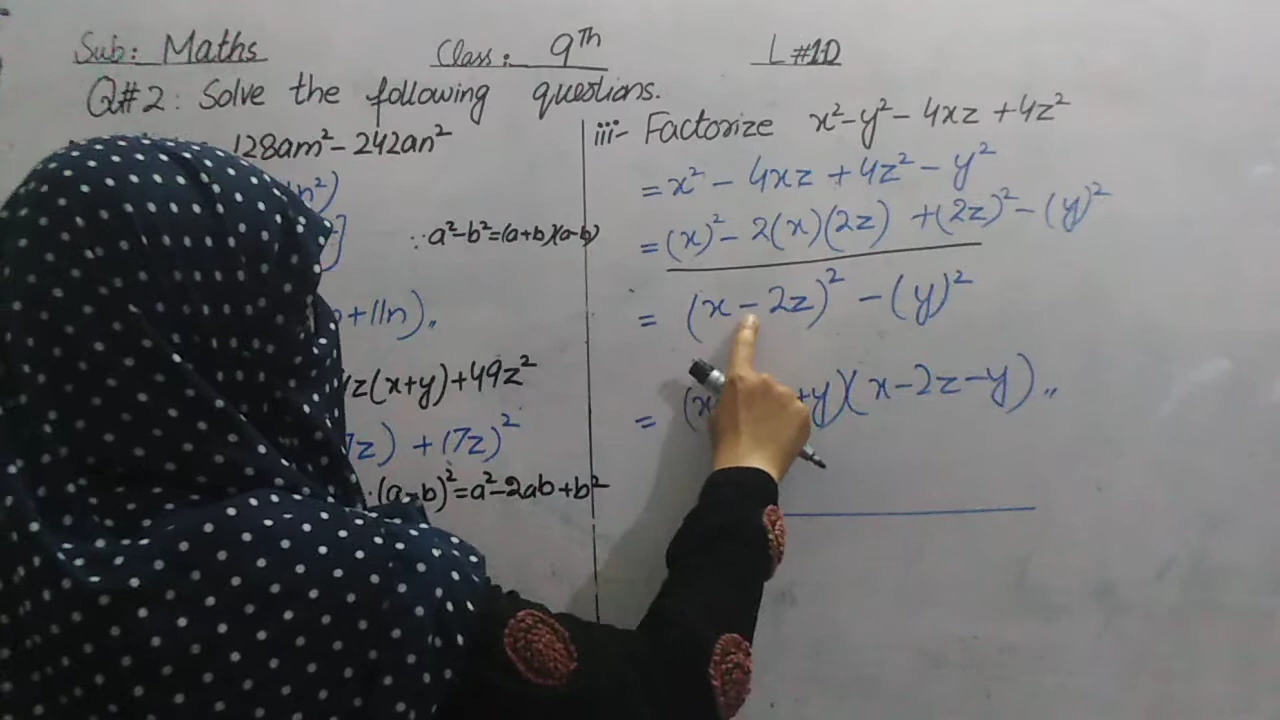 Sub: Maths Class: 9th L#10
Q#2: Solve the following questions.
128am²-242an²
n²)
]
∵a²-b²=(a+b)(a-b)
+11n).,
z(x+y)+49z²
7z) +(7z)²
(a-b)²=a²-2ab+b²
iii- Factorize x²-y²-4xz+4z²
=x²-4xz+4z²-y²
=(x)²-2(x)(2z)+(2z)²-(y)²
= (x-2z)²-(y)²
= (x +y)(x-2z-y).,